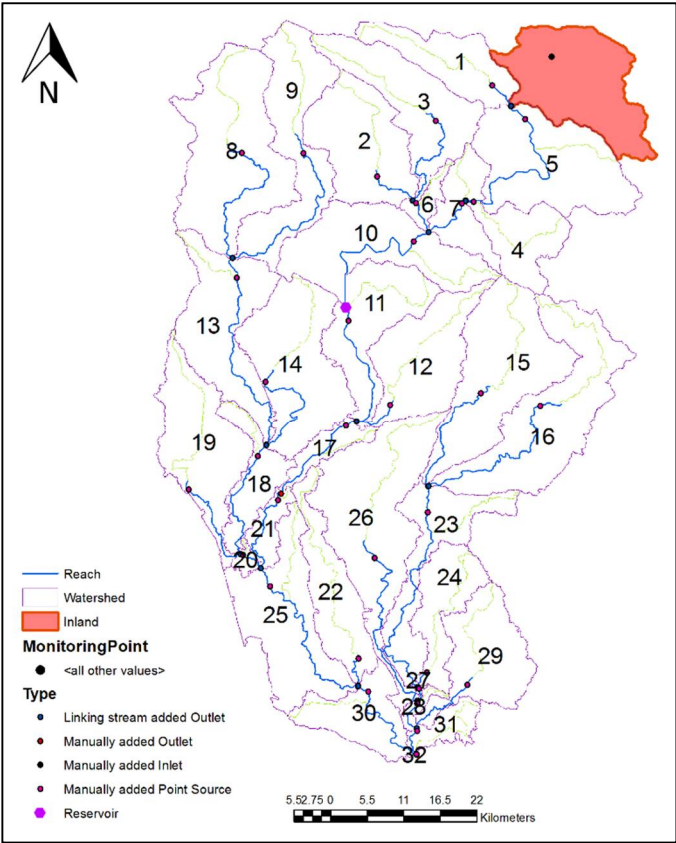 N
1
9
3
8
2
5
6
7
10
4
11
13
12
15
14
16
17
19
18
26
23
21
20
24
22
25
29
27
30
28
31
32
Reach
Watershed
Inland
MonitoringPoint
<all other values>
Type
Linking stream added Outlet
Manually added Outlet
Manually added Inlet
Manually added Point Source
Reservoir
5.52.75 0 5.5 11 16.5 22
Kilometers